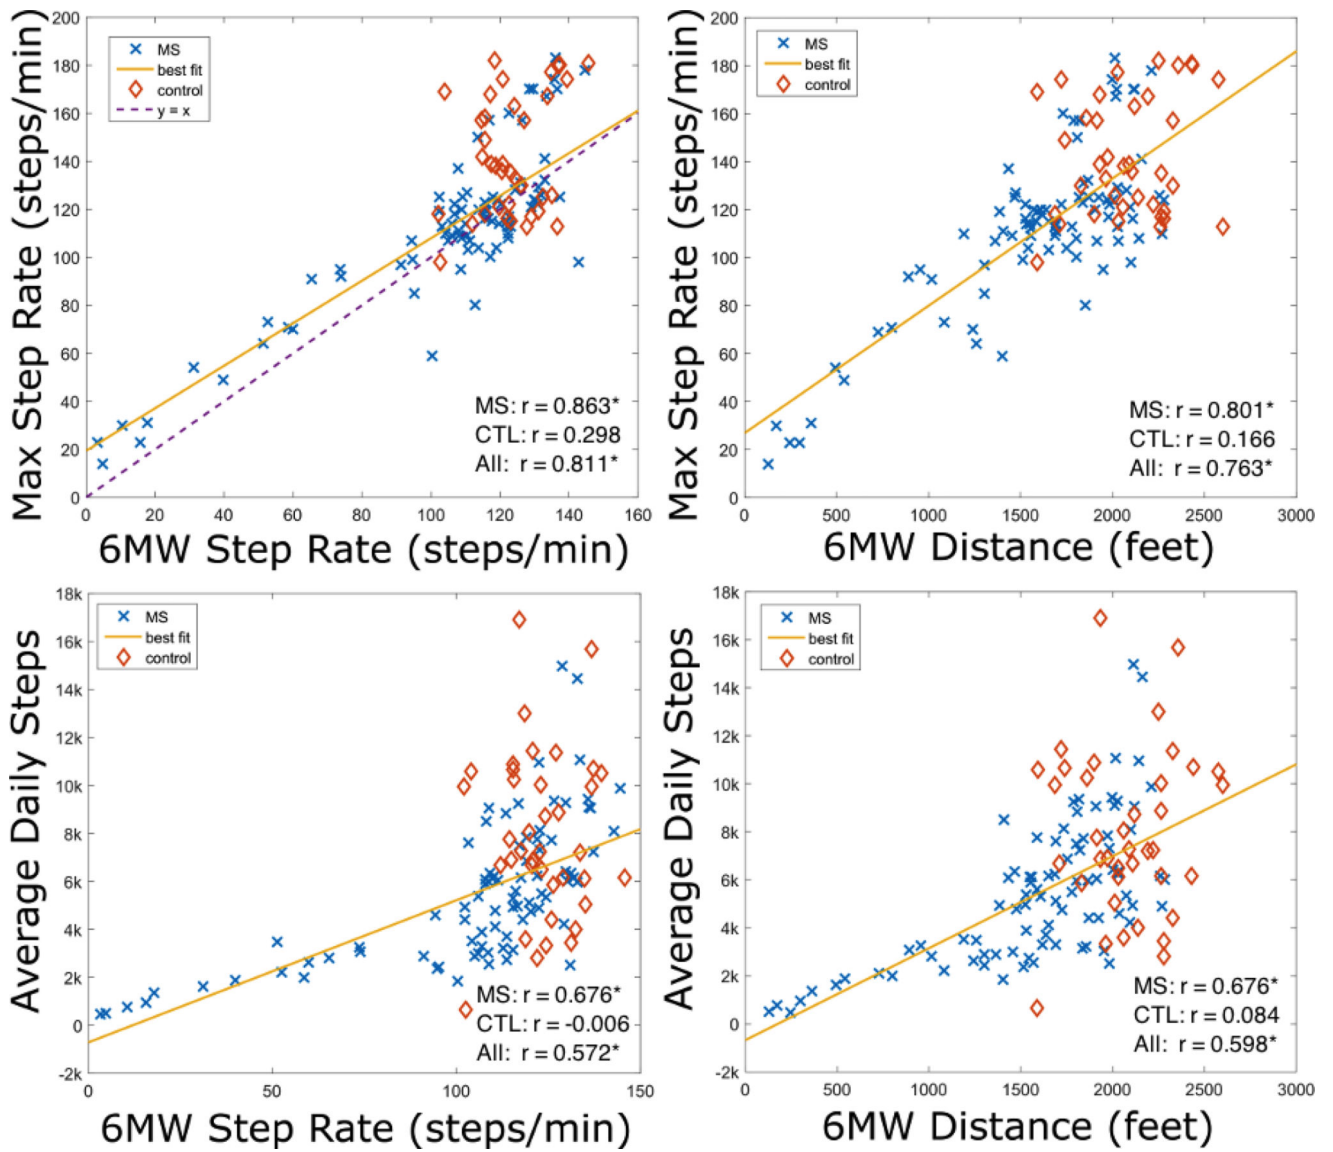 Max Step Rate (steps/min)
200
180
160
140
120
100
80
60
40
20
0
MS
best fit
control
y = x
MS: r = 0.863*
CTL: r = 0.298
All: r = 0.811*
0 20 40 60 80 100 120 140 160
6MW Step Rate (steps/min)
Max Step Rate (steps/min)
200
180
160
140
120
100
80
60
40
20
0
MS
best fit
control
MS: r = 0.801*
CTL: r = 0.166
All: r = 0.763*
0 500 1000 1500 2000 2500 3000
6MW Distance (feet)
Average Daily Steps
18k
16k
14k
12k
10k
8k
6k
4k
2k
0
-2k
MS
best fit
control
MS: r = 0.676*
CTL: r = -0.006
All: r = 0.572*
0 50 100 150
6MW Step Rate (steps/min)
Average Daily Steps
18k
16k
14k
12k
10k
8k
6k
4k
2k
0
-2k
MS
best fit
control
MS: r = 0.676*
CTL: r = 0.084
All: r = 0.598*
0 500 1000 1500 2000 2500 3000
6MW Distance (feet)